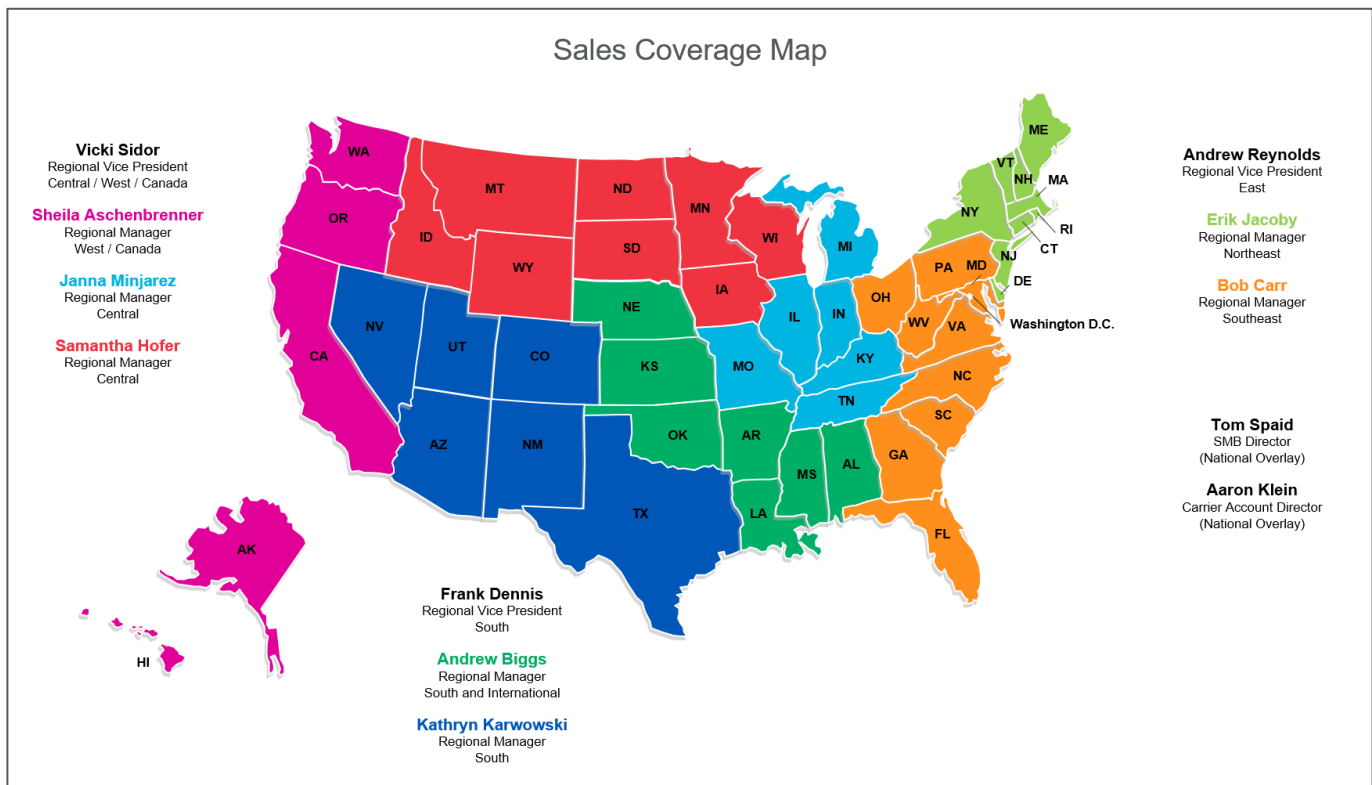 Sales Coverage Map
Vicki Sidor
Regional Vice President
Central / West / Canada
Sheila Aschenbrenner
Regional Manager
West / Canada
Janna Minjarez
Regional Manager
Central
Samantha Hofer
Regional Manager
Central
WA
OR
CA
ID
MT
WY
ND
SD
MN
WI
IA
NV
UT
CO
AZ
NM
TX
NE
KS
OK
AR
LA
MS
AL
MO
IL
IN
MI
KY
TN
OH
PA
MD
WV
VA
NC
SC
GA
FL
ME
VT
NH
MA
NY
RI
CT
NJ
DE
Washington D.C.
AK
HI
Andrew Reynolds
Regional Vice President
East
Erik Jacoby
Regional Manager
Northeast
Bob Carr
Regional Manager
Southeast
Tom Spaid
SMB Director
(National Overlay)
Aaron Klein
Carrier Account Director
(National Overlay)
Frank Dennis
Regional Vice President
South
Andrew Biggs
Regional Manager
South and International
Kathryn Karwowski
Regional Manager
South